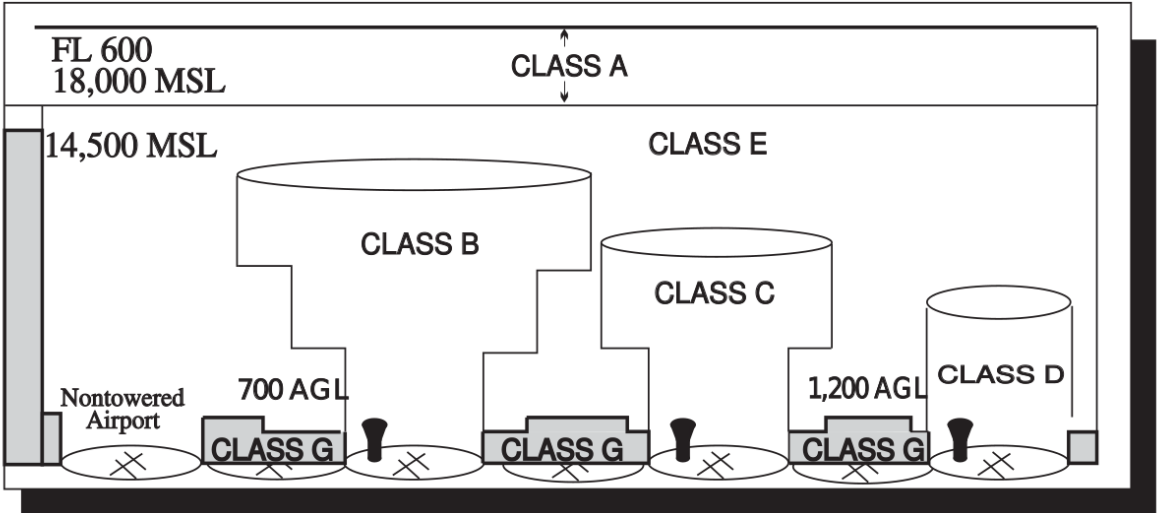 FL 600
18,000 MSL
CLASS A
14,500 MSL
CLASS E
CLASS B
CLASS C
CLASS D
Nontowered
Airport
700 AGL
1,200 AGL
CLASS G
CLASS G
CLASS G